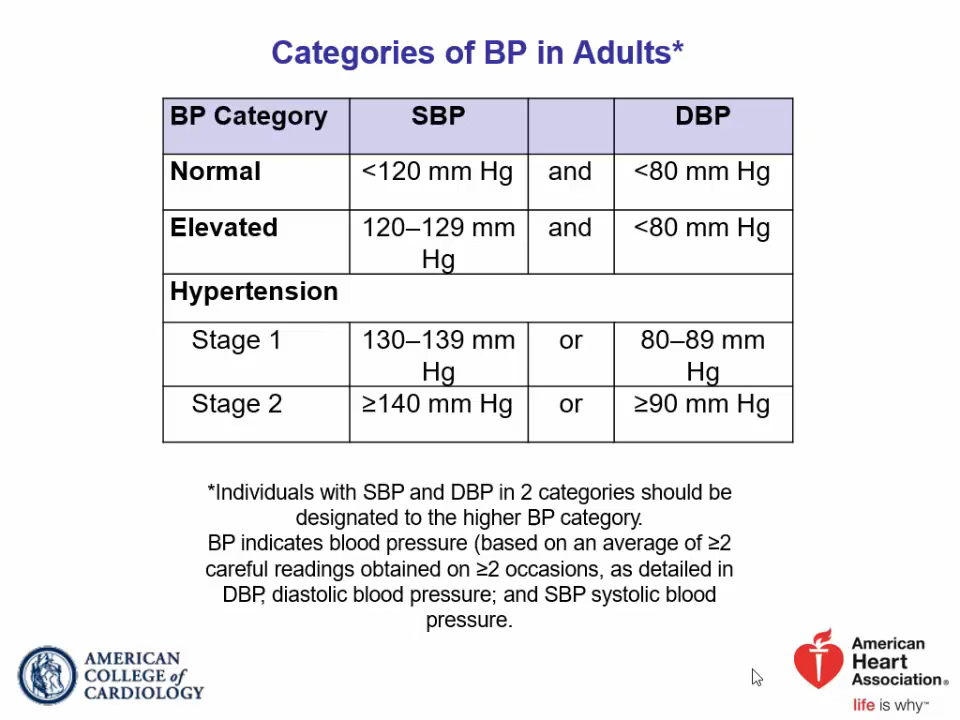 Categories of BP in Adults*
BP Category SBP DBP
Normal <120 mm Hg and <80 mm Hg
Elevated 120–129 mm Hg and <80 mm Hg
Hypertension
Stage 1 130–139 mm Hg or 80–89 mm Hg
Stage 2 ≥140 mm Hg or ≥90 mm Hg
*Individuals with SBP and DBP in 2 categories should be
designated to the higher BP category.
BP indicates blood pressure (based on an average of ≥2
careful readings obtained on ≥2 occasions, as detailed in
DBP, diastolic blood pressure; and SBP systolic blood
pressure.
AMERICAN
COLLEGE of
CARDIOLOGY
American
Heart
Association®
life is why™